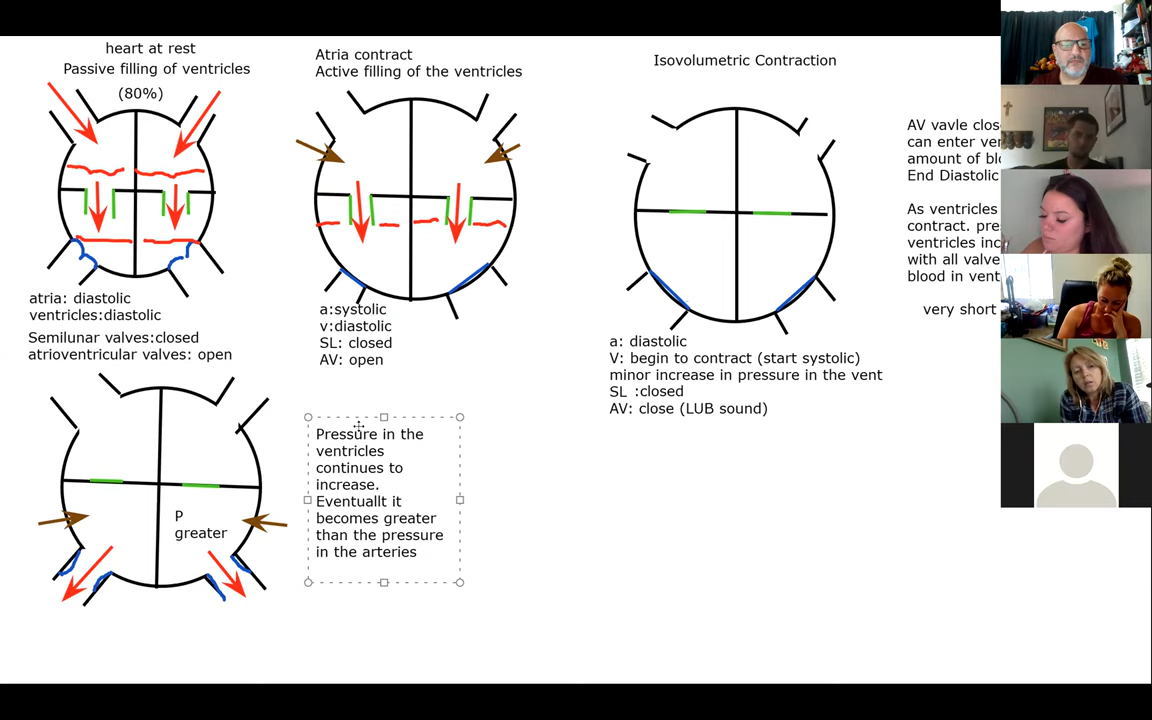 heart at rest
Passive filling of ventricles
(80%)
atria: diastolic
ventricles:diastolic
Semilunar valves:closed
atrioventricular valves: open
Atria contract
Active filling of the ventricles
a:systolic
v:diastolic
SL: closed
AV: open
Isovolumetric Contraction
a: diastolic
V: begin to contract (start systolic)
minor increase in pressure in the vent
SL :closed
AV: close (LUB sound)
AV vavle clos
can enter ve
amount of bl
End Diastolic
As ventricles
contract. pre
ventricles inc
with all valve
blood in vent
very short
P
greater
Pressure in the
ventricles
continues to
increase.
Eventuallt it
becomes greater
than the pressure
in the arteries